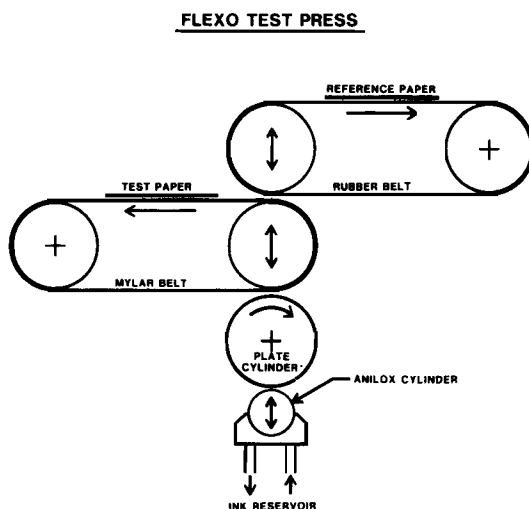 FLEXO TEST PRESS
REFERENCE PAPER
TEST PAPER
RUBBER BELT
MYLAR BELT
PLATE
CYLINDER
ANILOX CYLINDER
INK RESERVOIR